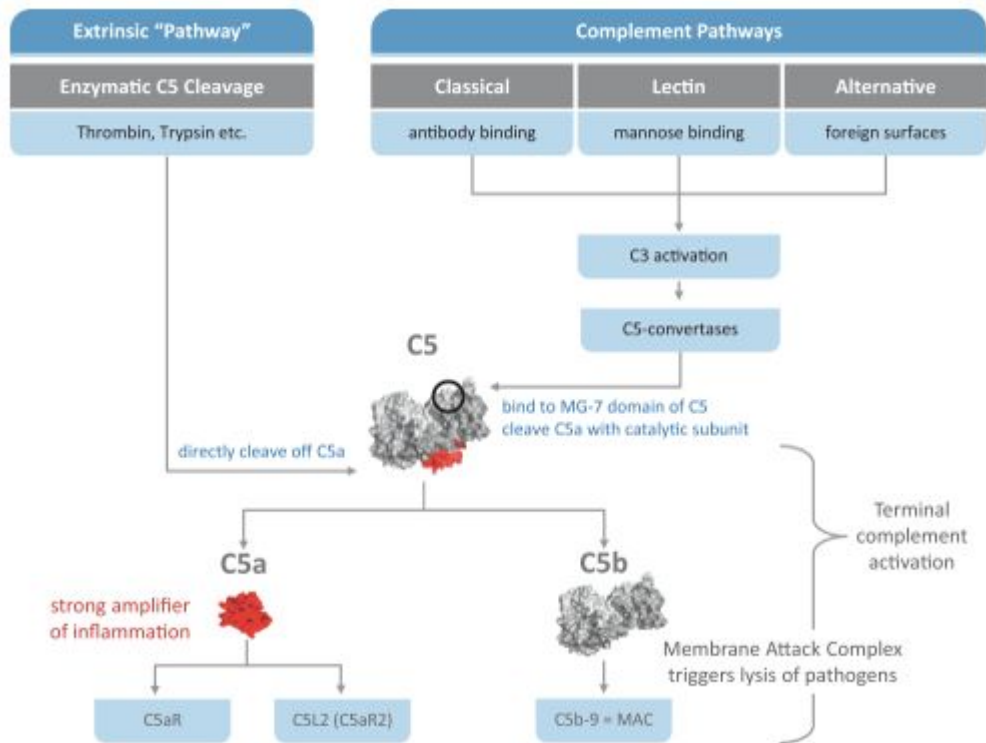 Extrinsic “Pathway”
Enzymatic C5 Cleavage
Thrombin, Trypsin etc.
Complement Pathways
Classical
Lectin
Alternative
antibody binding
mannose binding
foreign surfaces
C3 activation
C5-convertases
C5
bind to MG-7 domain of C5
cleave C5a with catalytic subunit
directly cleave off C5a
Terminal
complement
activation
C5a
C5b
strong amplifier
of inflammation
Membrane Attack Complex
triggers lysis of pathogens
C5aR
C5L2 (C5aR2)
C5b-9 = MAC